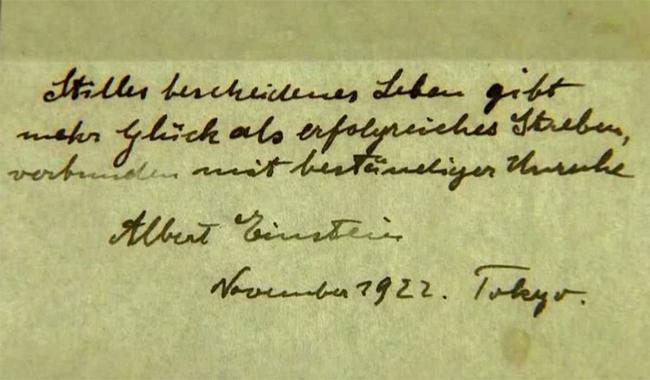 Stilles bescheidenes Leben gibt
mehr Glück als erfolgreiches Streben,
verbunden mit beständiger Unruhe
Albert Einstein
November 1922. Tokyo.